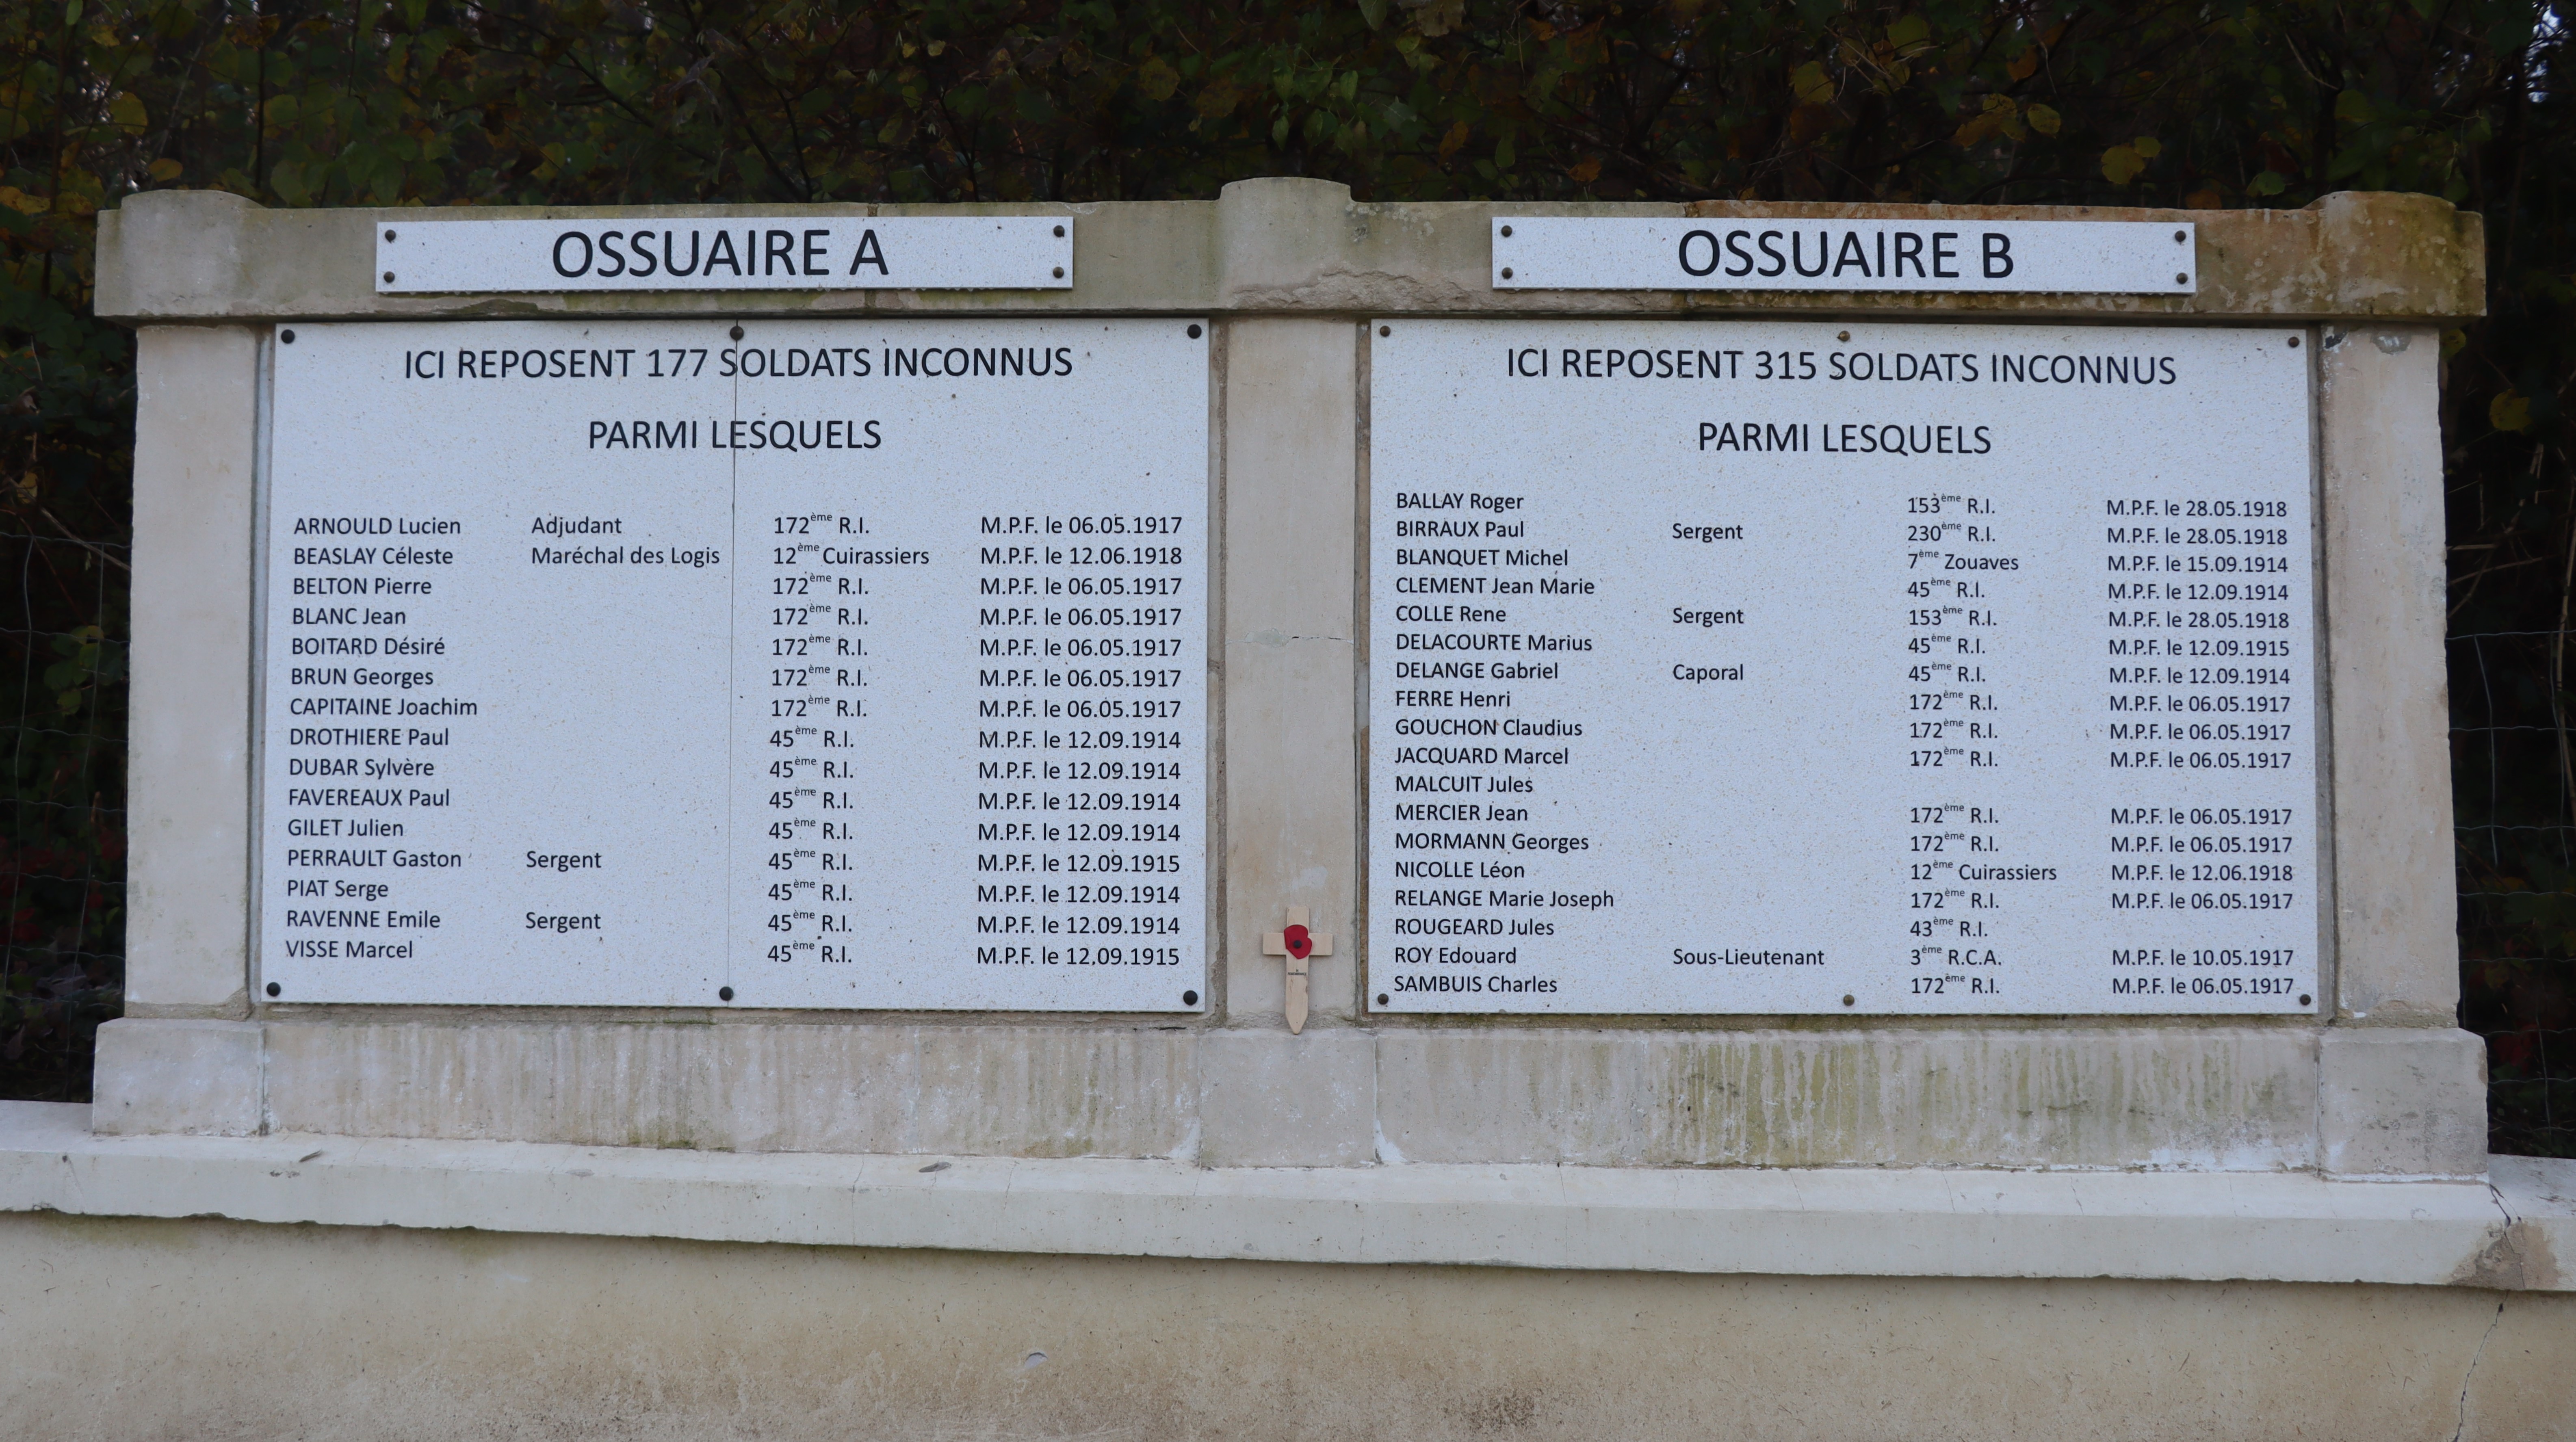 OSSUAIRE A
ICI REPOSENT 177 SOLDATS INCONNUS
PARMI LESQUELS
ARNOULD Lucien Adjudant 172ème R.I. M.P.F. le 06.05.1917
BEASLAY Céleste Maréchal des Logis 12ème Cuirassiers M.P.F. le 12.06.1918
BELTON Pierre 172ème R.I. M.P.F. le 06.05.1917
BLANC Jean 172ème R.I. M.P.F. le 06.05.1917
BOITARD Désiré 172ème R.I. M.P.F. le 06.05.1917
BRUN Georges 172ème R.I. M.P.F. le 06.05.1917
CAPITAINE Joachim 172ème R.I. M.P.F. le 06.05.1917
DROTHIERE Paul 45ème R.I. M.P.F. le 12.09.1914
DUBAR Sylvère 45ème R.I. M.P.F. le 12.09.1914
FAVEREAUX Paul 45ème R.I. M.P.F. le 12.09.1914
GILET Julien 45ème R.I. M.P.F. le 12.09.1914
PERRAULT Gaston Sergent 45ème R.I. M.P.F. le 12.09.1915
PIAT Serge 45ème R.I. M.P.F. le 12.09.1914
RAVENNE Emile Sergent 45ème R.I. M.P.F. le 12.09.1914
VISSE Marcel 45ème R.I. M.P.F. le 12.09.1915
OSSUAIRE B
ICI REPOSENT 315 SOLDATS INCONNUS
PARMI LESQUELS
BALLAY Roger 153ème R.I. M.P.F. le 28.05.1918
BIRRAUX Paul Sergent 230ème R.I. M.P.F. le 28.05.1918
BLANQUET Michel 7ème Zouaves M.P.F. le 15.09.1914
CLEMENT Jean Marie 45ème R.I. M.P.F. le 12.09.1914
COLLE Rene Sergent 153ème R.I. M.P.F. le 28.05.1918
DELACOURTE Marius 45ème R.I. M.P.F. le 12.09.1915
DELANGE Gabriel Caporal 45ème R.I. M.P.F. le 12.09.1914
FERRE Henri 172ème R.I. M.P.F. le 06.05.1917
GOUCHON Claudius 172ème R.I. M.P.F. le 06.05.1917
JACQUARD Marcel 172ème R.I. M.P.F. le 06.05.1917
MALCUIT Jules
MERCIER Jean 172ème R.I. M.P.F. le 06.05.1917
MORMANN Georges 172ème R.I. M.P.F. le 06.05.1917
NICOLLE Léon 12ème Cuirassiers M.P.F. le 12.06.1918
RELANGE Marie Joseph 172ème R.I. M.P.F. le 06.05.1917
ROUGEARD Jules 43ème R.I.
ROY Edouard Sous-Lieutenant 3ème R.C.A. M.P.F. le 10.05.1917
SAMBUIS Charles 172ème R.I. M.P.F. le 06.05.1917